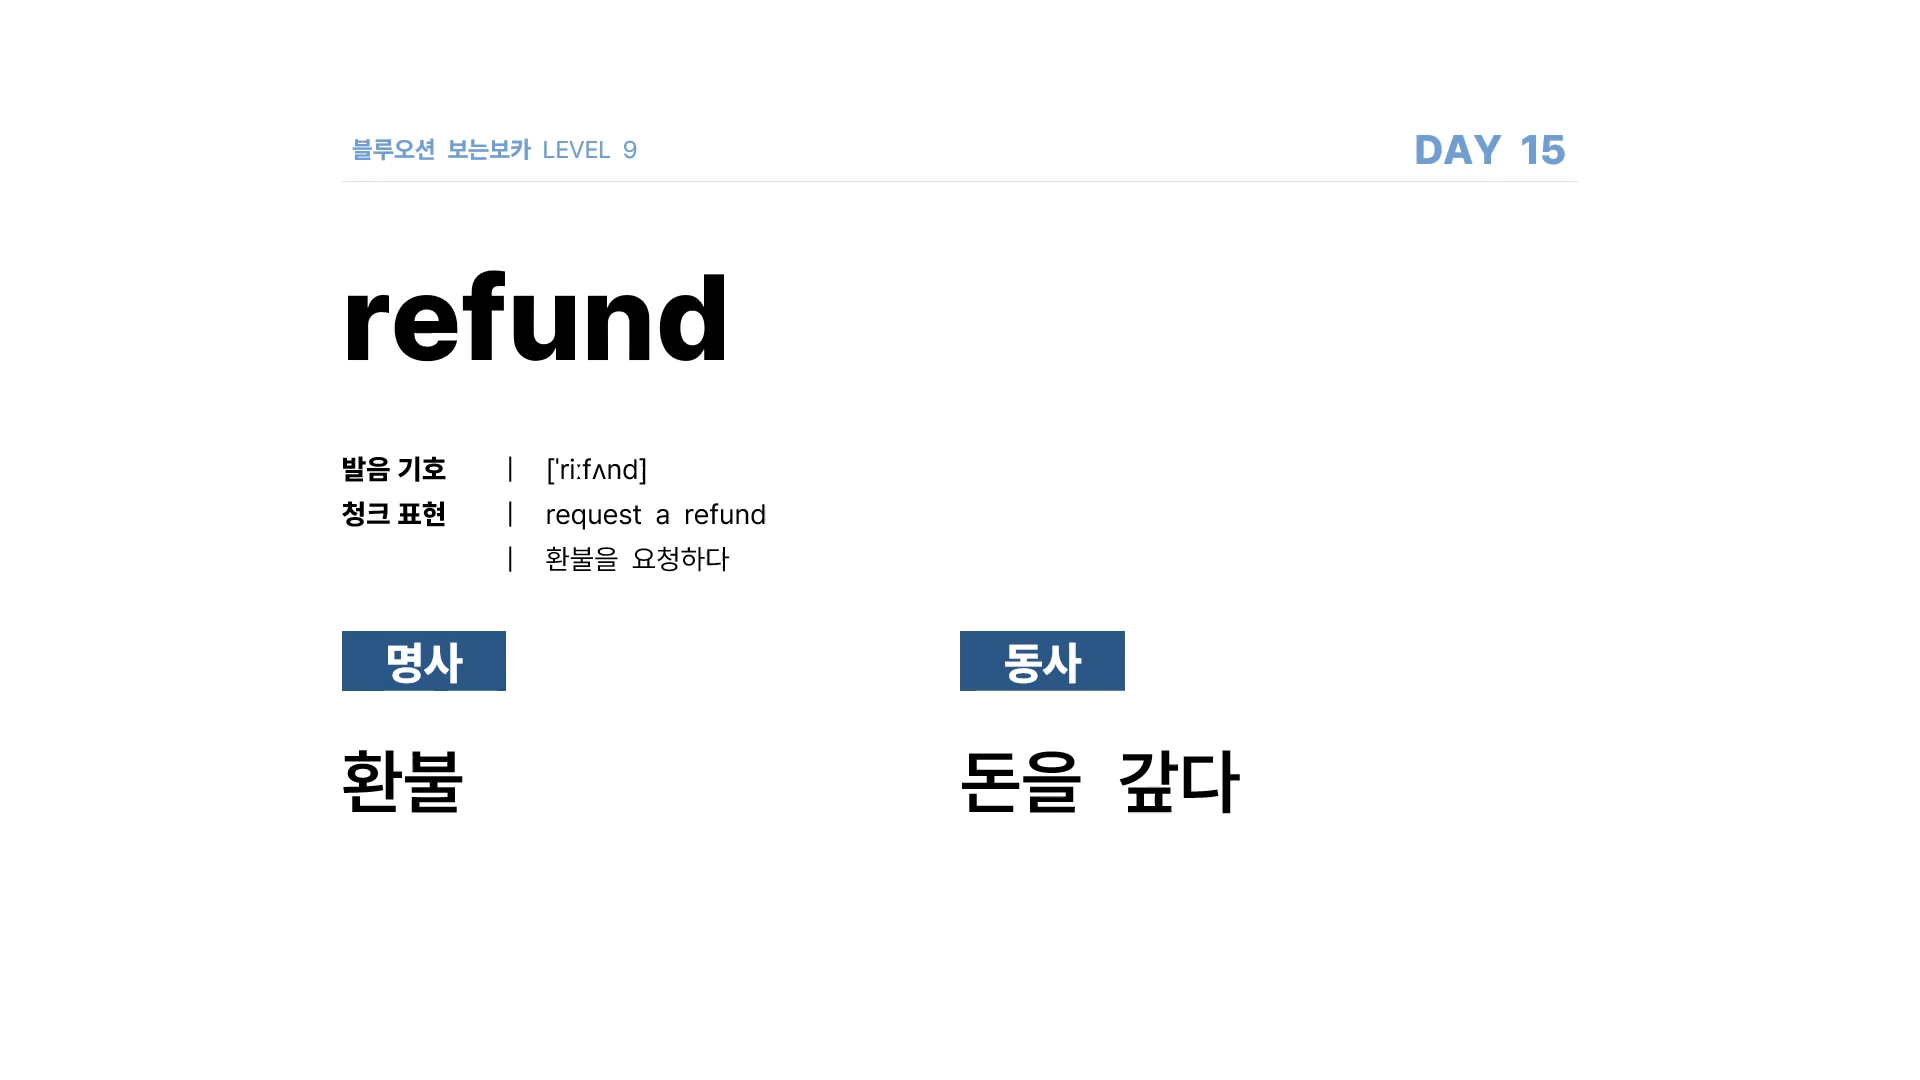 블루오션 보는보카 LEVEL 9
DAY 15
refund
발음 기호 | [ˈriːfʌnd]
청크 표현 | request a refund
| 환불을 요청하다
명사
동사
환불
돈을 갚다